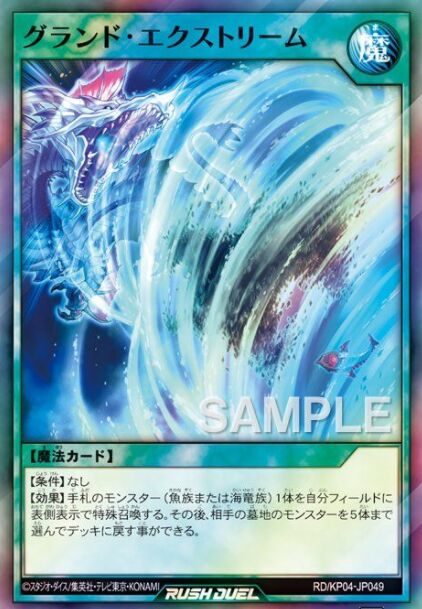 グランド・エクストリーム
魔
SAMPLE
【魔法カード】
【条件】なし
【効果】手札のモンスター（魚族または海竜族）1体を自分フィールドに
表側表示で特殊召喚する。その後、相手の墓地のモンスターを5体まで
選んでデッキに戻す事ができる。
©スタジオ・ダイス/集英社・テレビ東京・KONAMI
RUSH DUEL
RD/KP04-JP049